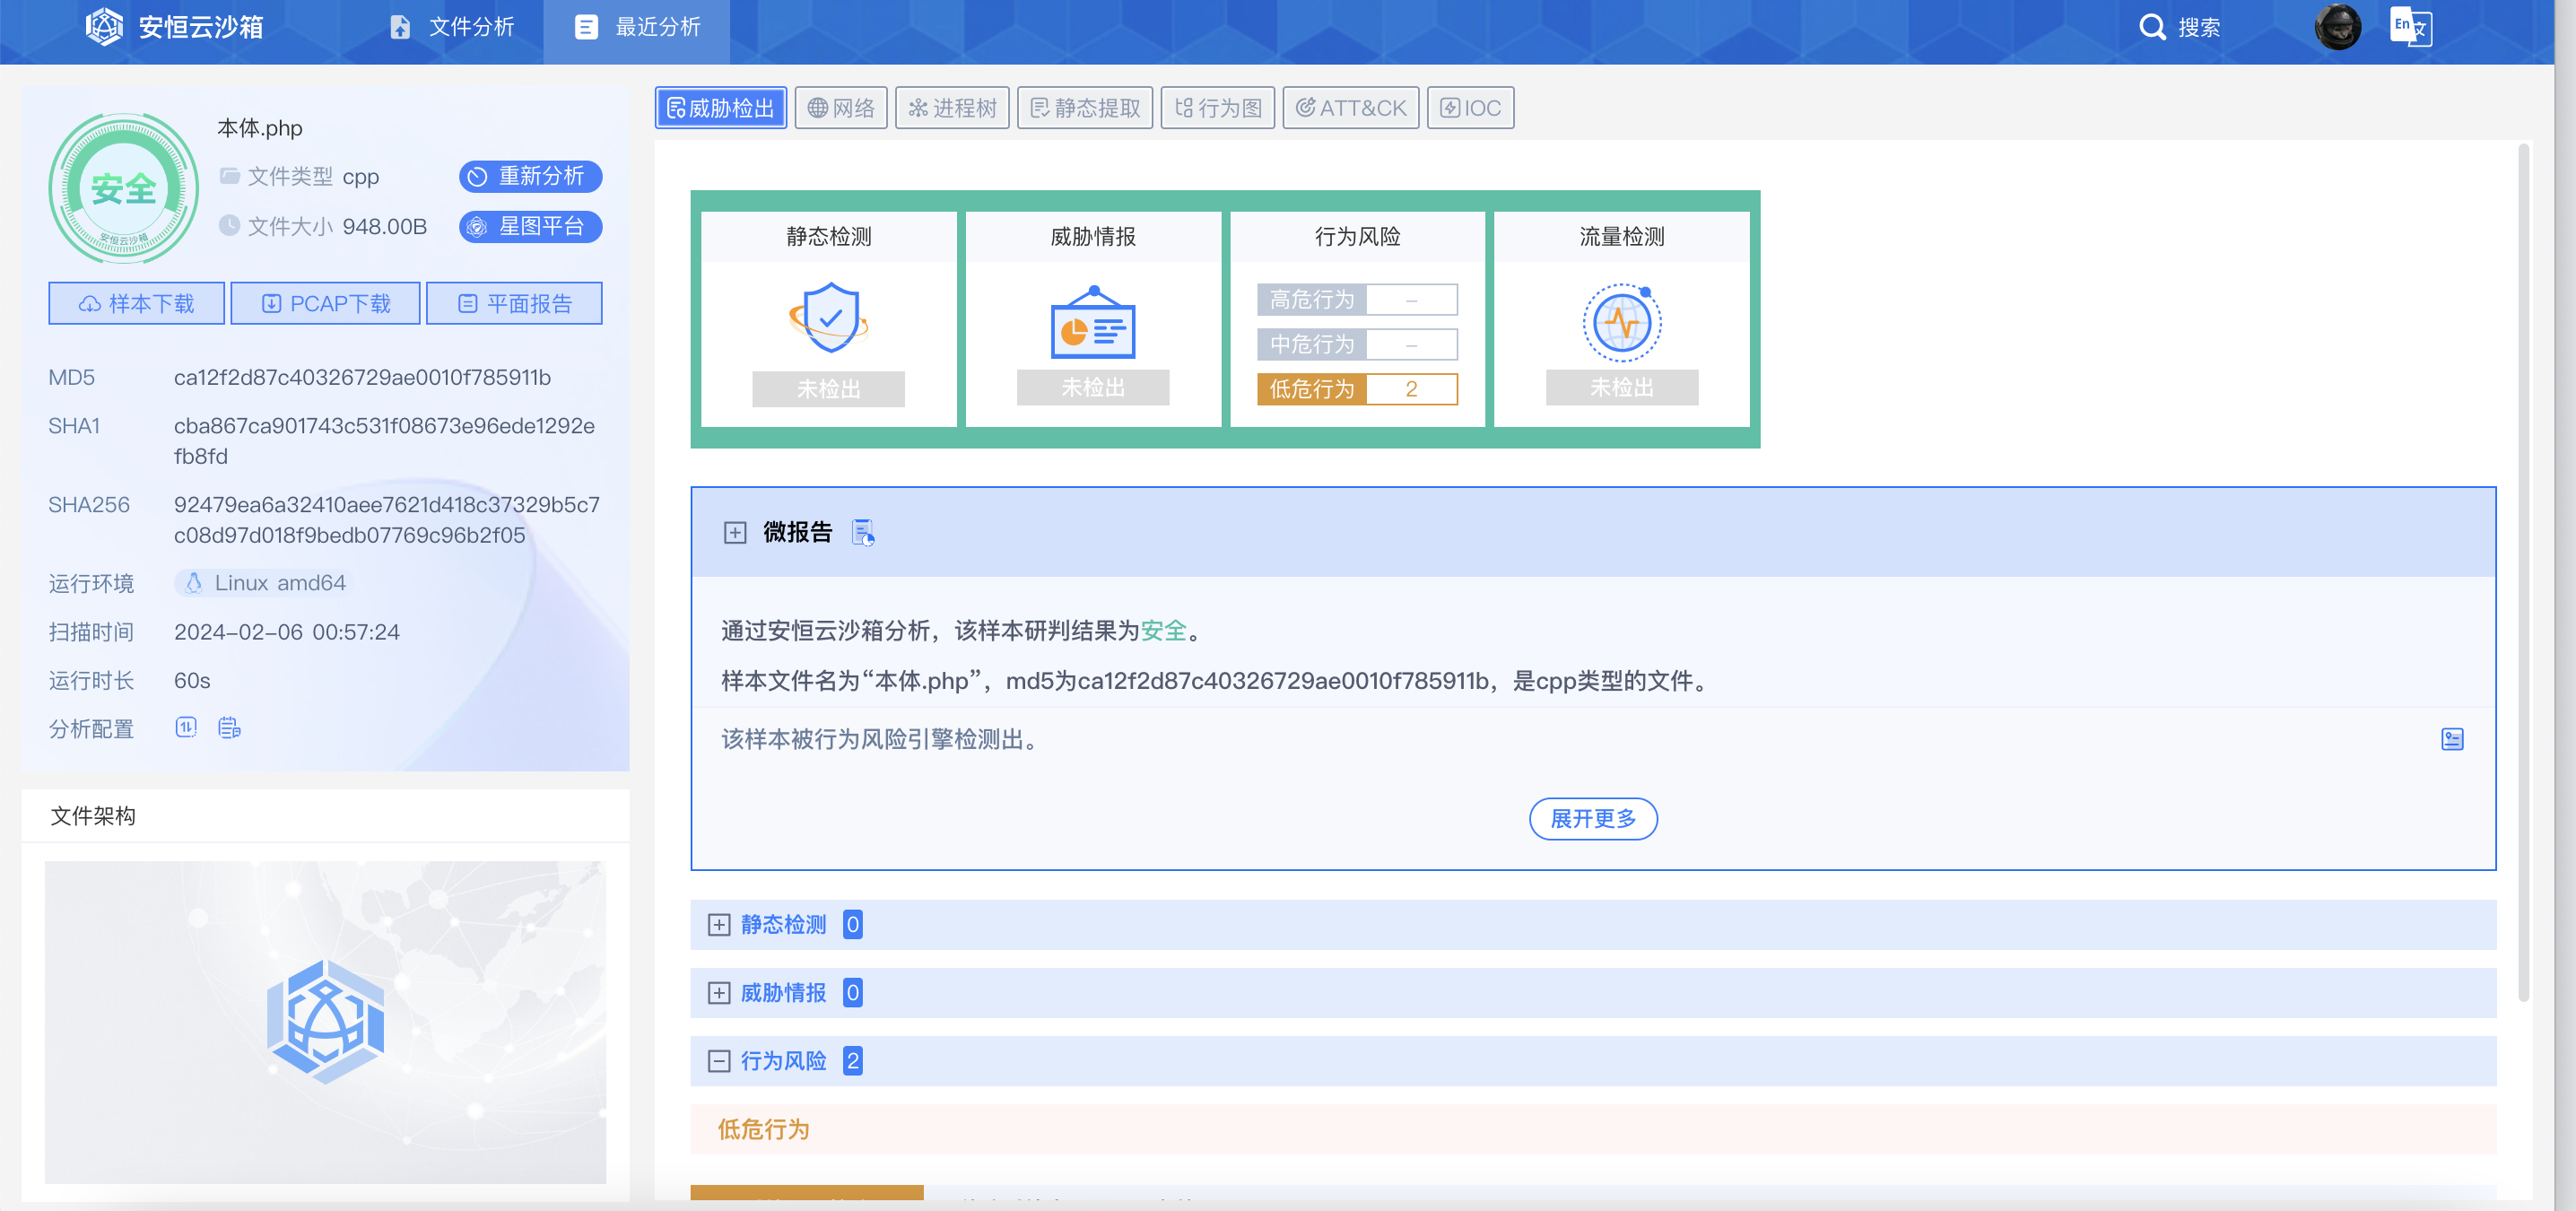 安恒云沙箱
文件分析
最近分析
搜索
En 文
安全
安恒云沙箱
本体.php
文件类型 cpp
重新分析
文件大小 948.00B
星图平台
样本下载
PCAP下载
平面报告
MD5 ca12f2d87c40326729ae0010f785911b
SHA1 cba867ca901743c531f08673e96ede1292e
fb8fd
SHA256 92479ea6a32410aee7621d418c37329b5c7
c08d97d018f9bedb07769c96b2f05
运行环境 Linux amd64
扫描时间 2024-02-06 00:57:24
运行时长 60s
分析配置
文件架构
威胁检出
网络
进程树
静态提取
行为图
ATT&CK
IOC
静态检测
未检出
威胁情报
未检出
行为风险
高危行为 –
中危行为 –
低危行为 2
流量检测
未检出
微报告
通过安恒云沙箱分析，该样本研判结果为安全。
样本文件名为“本体.php”，md5为ca12f2d87c40326729ae0010f785911b，是cpp类型的文件。
该样本被行为风险引擎检测出。
展开更多
静态检测 0
威胁情报 0
行为风险 2
低危行为